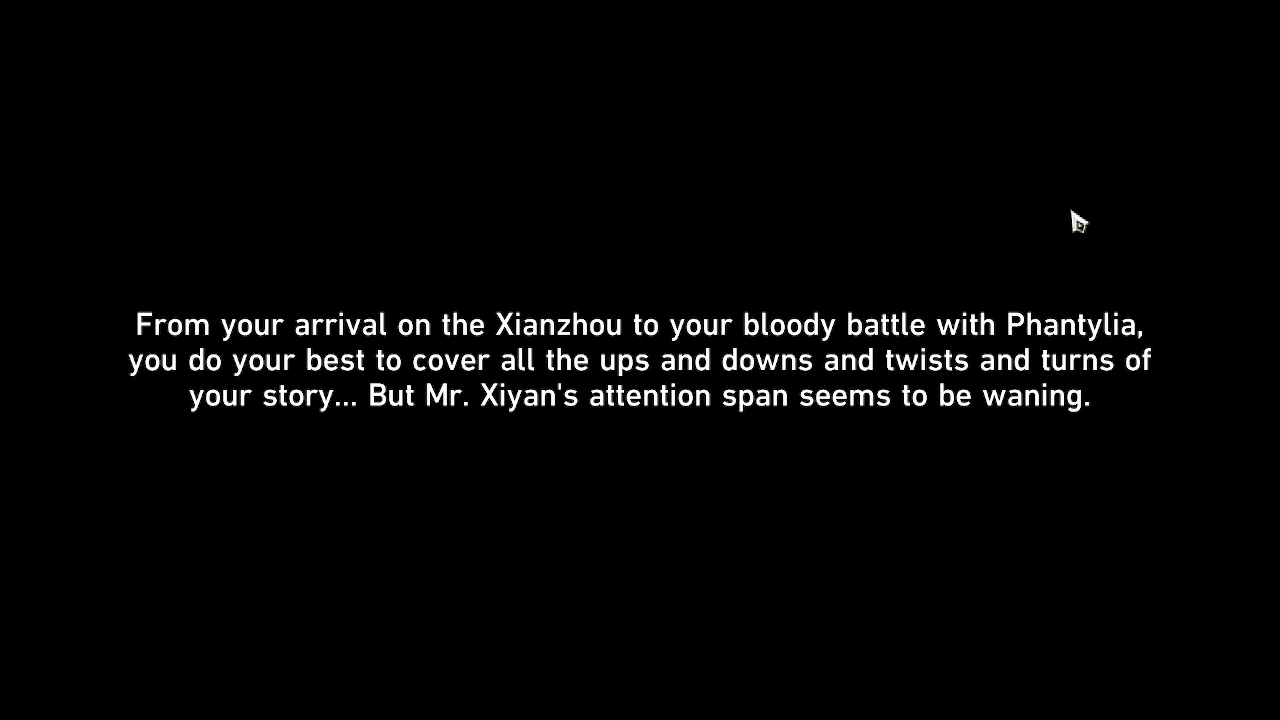 From your arrival on the Xianzhou to your bloody battle with Phantylia,
you do your best to cover all the ups and downs and twists and turns of
your story... But Mr. Xiyan's attention span seems to be waning.